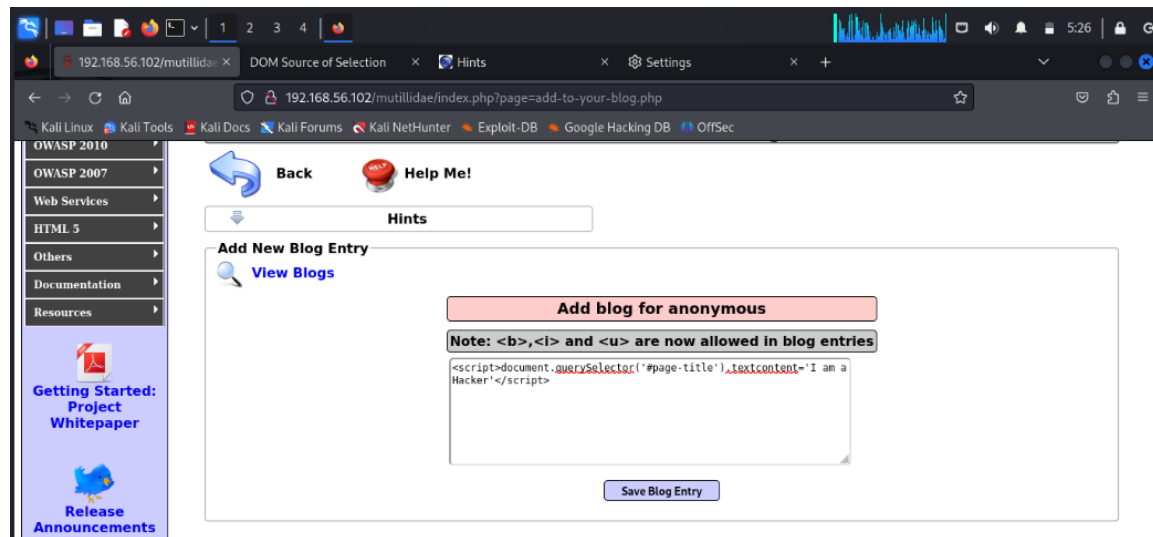 1 2 3 4 5:26
192.168.56.102/mutillidae DOM Source of Selection Hints Settings
192.168.56.102/mutillidae/index.php?page=add-to-your-blog.php
Kali Linux Kali Tools Kali Docs Kali Forums Kali NetHunter Exploit-DB Google Hacking DB OffSec
OWASP 2010
OWASP 2007
Web Services
HTML 5
Others
Documentation
Resources
Getting Started:
Project
Whitepaper
Release
Announcements
Back Help Me!
Hints
Add New Blog Entry
View Blogs
Add blog for anonymous
Note: <b>,<i> and <u> are now allowed in blog entries
<script>document.querySelector('#page-title').textcontent='I am a
Hacker'</script>
Save Blog Entry